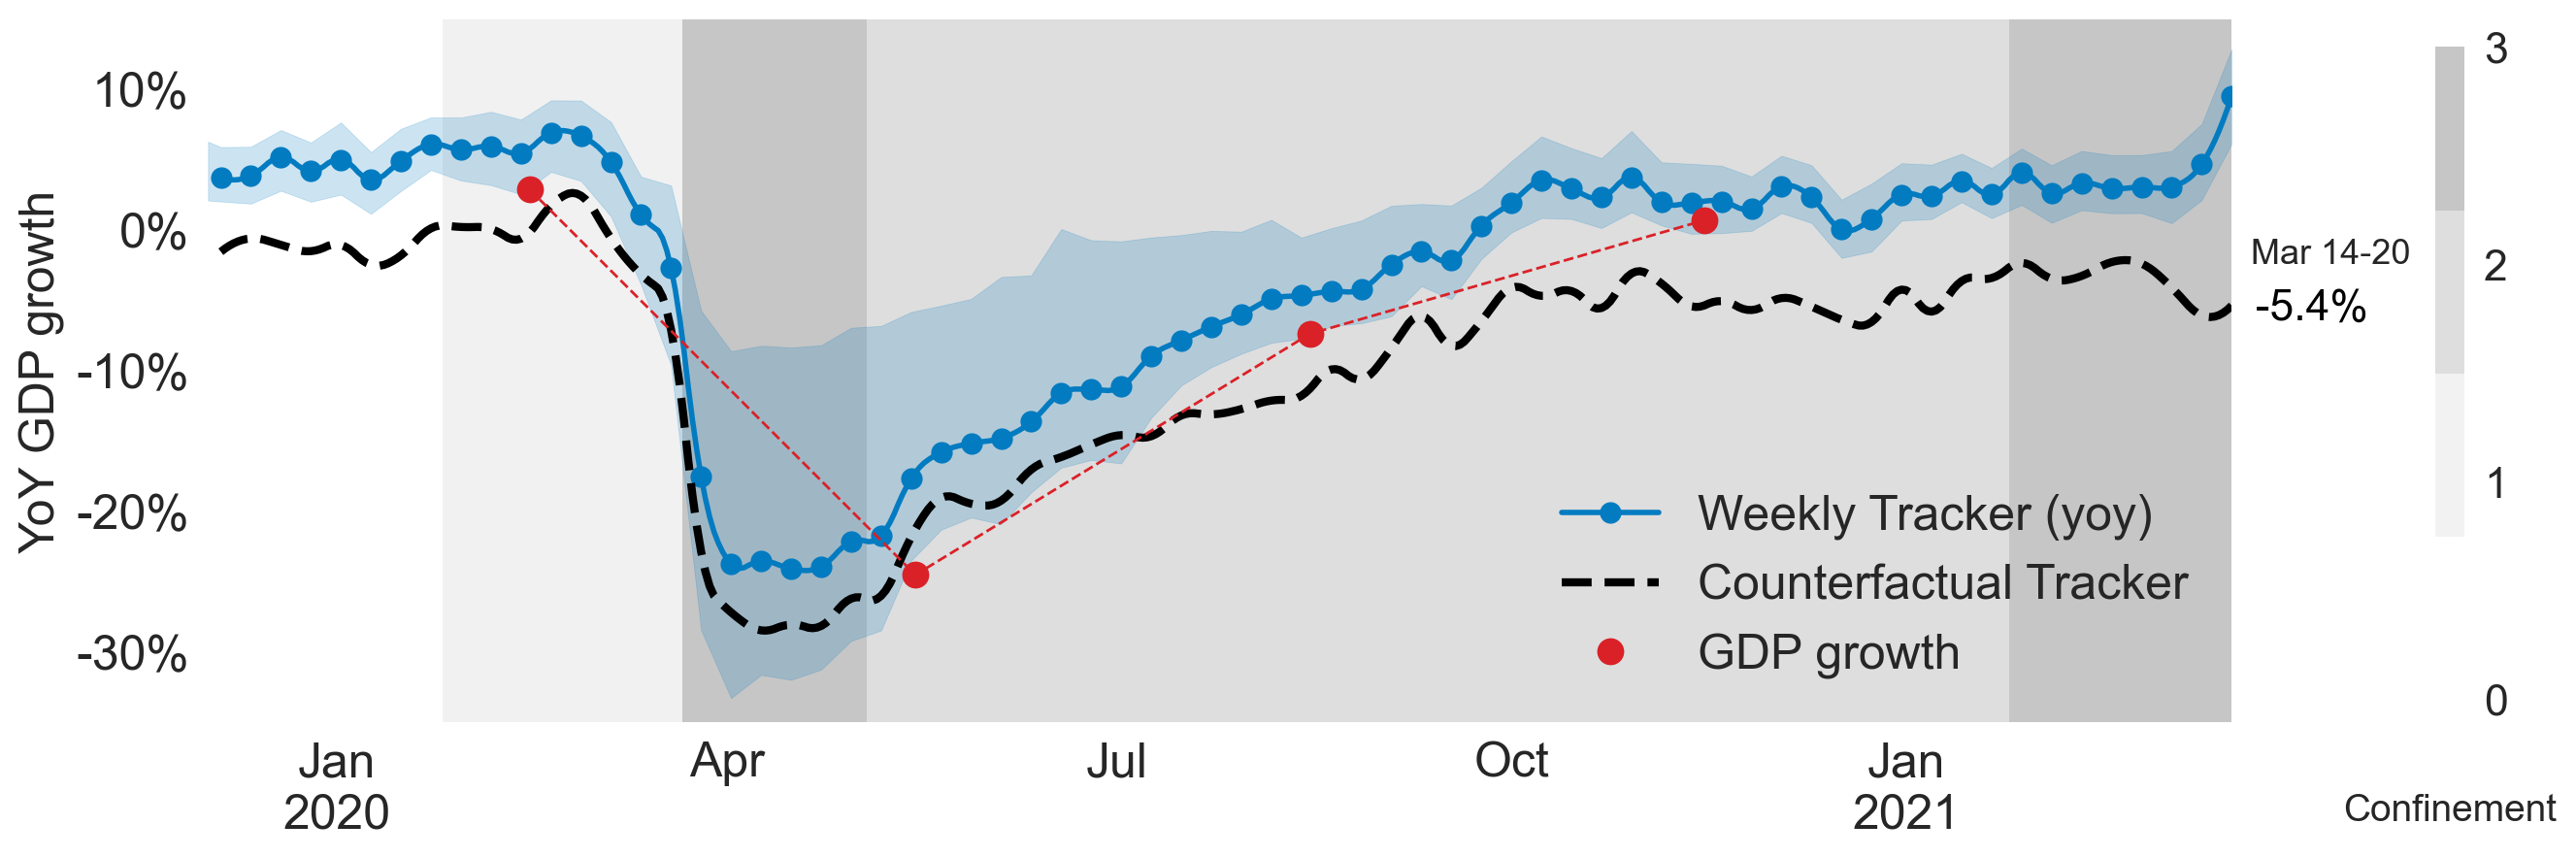 YoY GDP growth
10%
0%
-10%
-20%
-30%
Jan
2020
Apr
Jul
Oct
Jan
2021
Weekly Tracker (yoy)
Counterfactual Tracker
GDP growth
Mar 14-20
-5.4%
3
2
1
0
Confinement